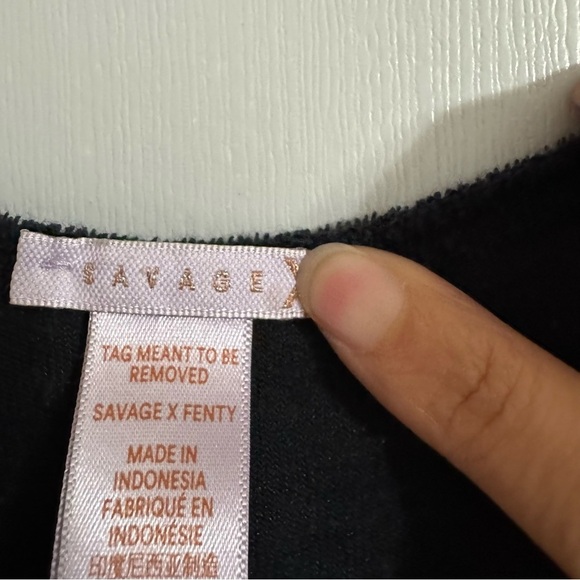 SAVAGE X
TAG MEANT TO BE
REMOVED
SAVAGE X FENTY
MADE IN
INDONESIA
FABRIQUÉ EN
INDONÉSIE
印度尼西亚制造